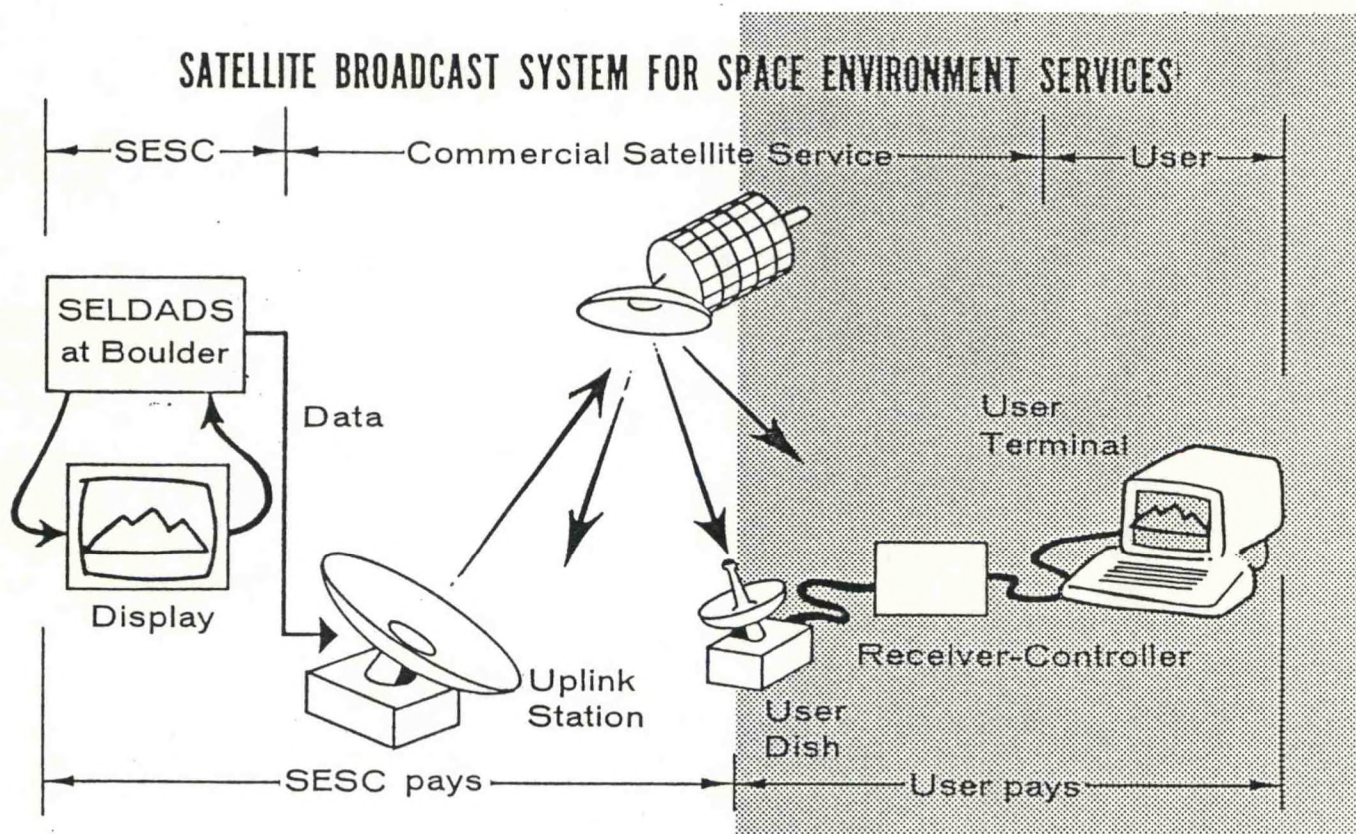 SATELLITE BROADCAST SYSTEM FOR SPACE ENVIRONMENT SERVICES
SESC
Commercial Satellite Service
User
SELDADS
at Boulder
Data
Display
Uplink
Station
User
Terminal
Receiver-Controller
User
Dish
SESC pays
User pays